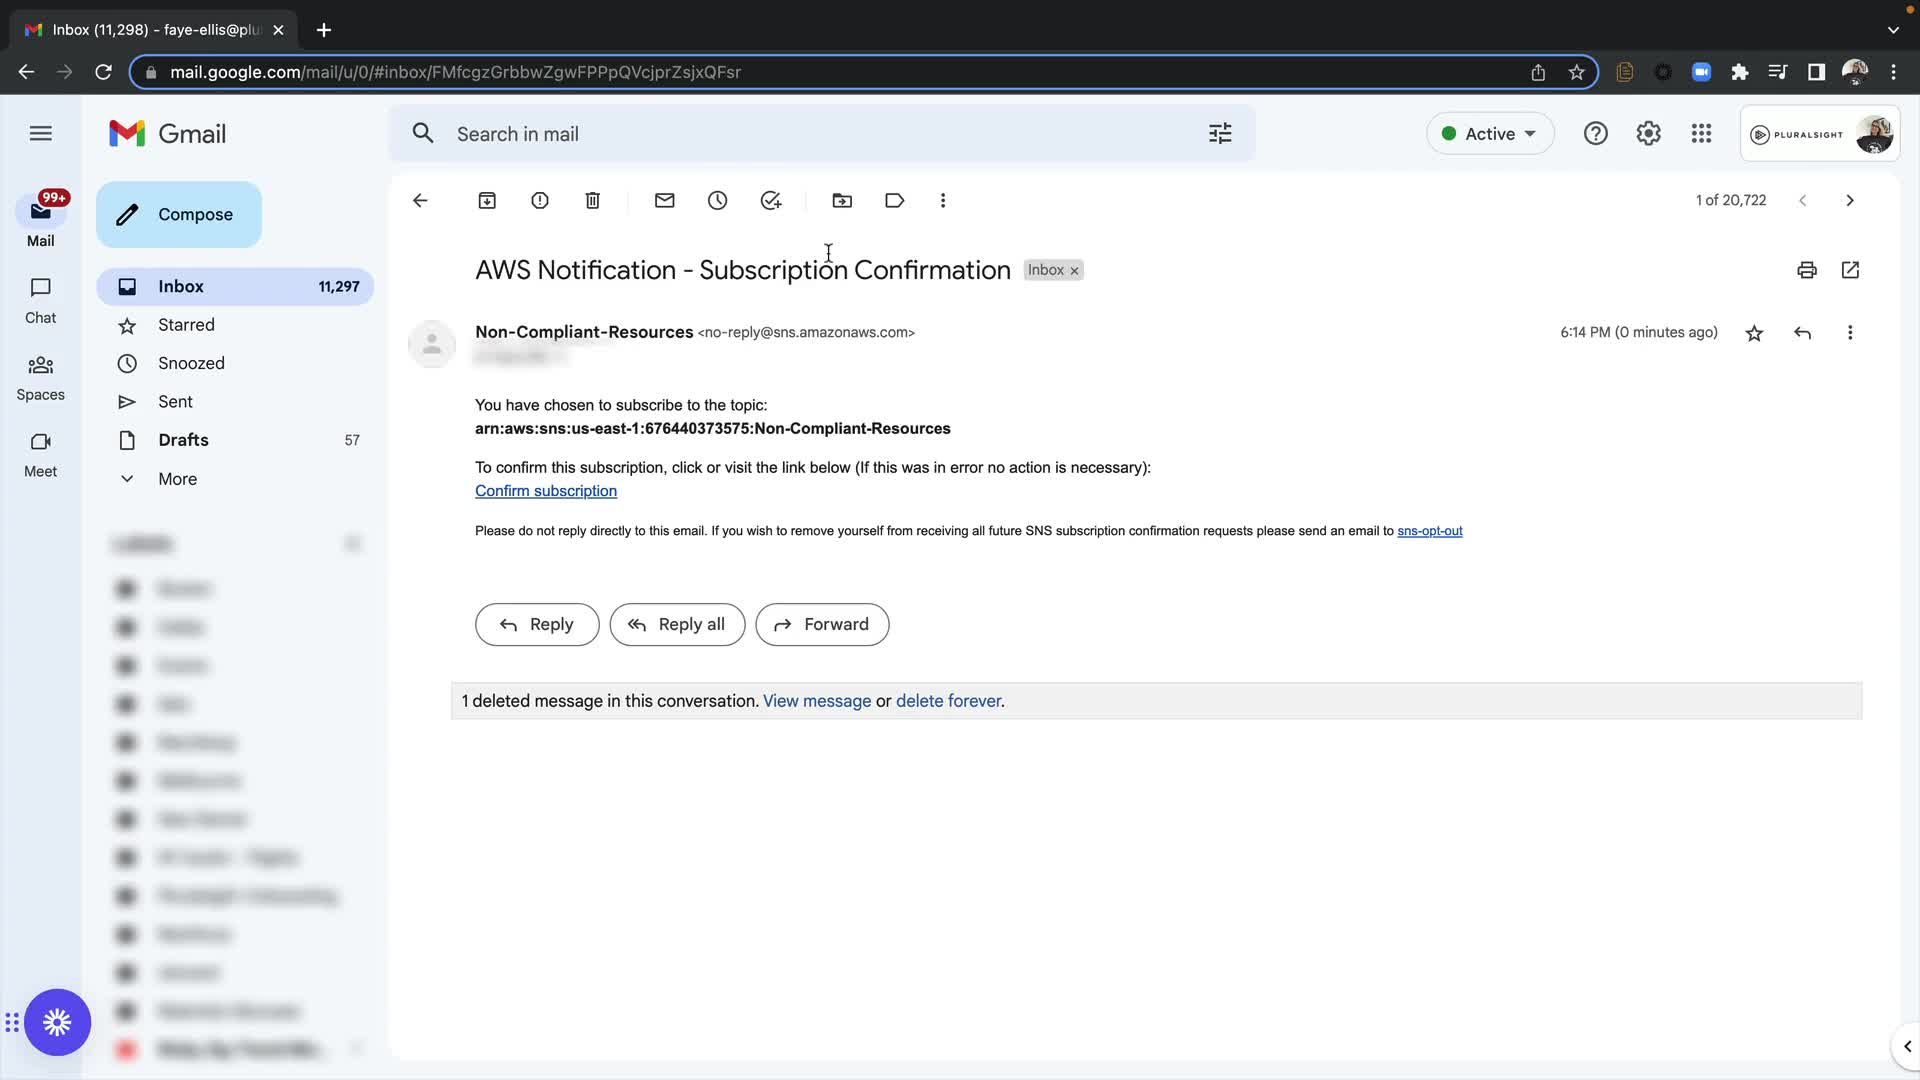 Inbox (11,298) - faye-ellis@plu
mail.google.com/mail/u/0/#inbox/FMfcgzGrbbwZgwFPPpQVcjprZsjxQFsr
Gmail
Search in mail
Active
PLURALSIGHT
99+
Mail
Chat
Spaces
Meet
Compose
Inbox 11,297
Starred
Snoozed
Sent
Drafts 57
More
1 of 20,722
AWS Notification - Subscription Confirmation Inbox
Non-Compliant-Resources <no-reply@sns.amazonaws.com>
6:14 PM (0 minutes ago)
You have chosen to subscribe to the topic:
arn:aws:sns:us-east-1:676440373575:Non-Compliant-Resources
To confirm this subscription, click or visit the link below (If this was in error no action is necessary):
Confirm subscription
Please do not reply directly to this email. If you wish to remove yourself from receiving all future SNS subscription confirmation requests please send an email to sns-opt-out
Reply
Reply all
Forward
1 deleted message in this conversation. View message or delete forever.